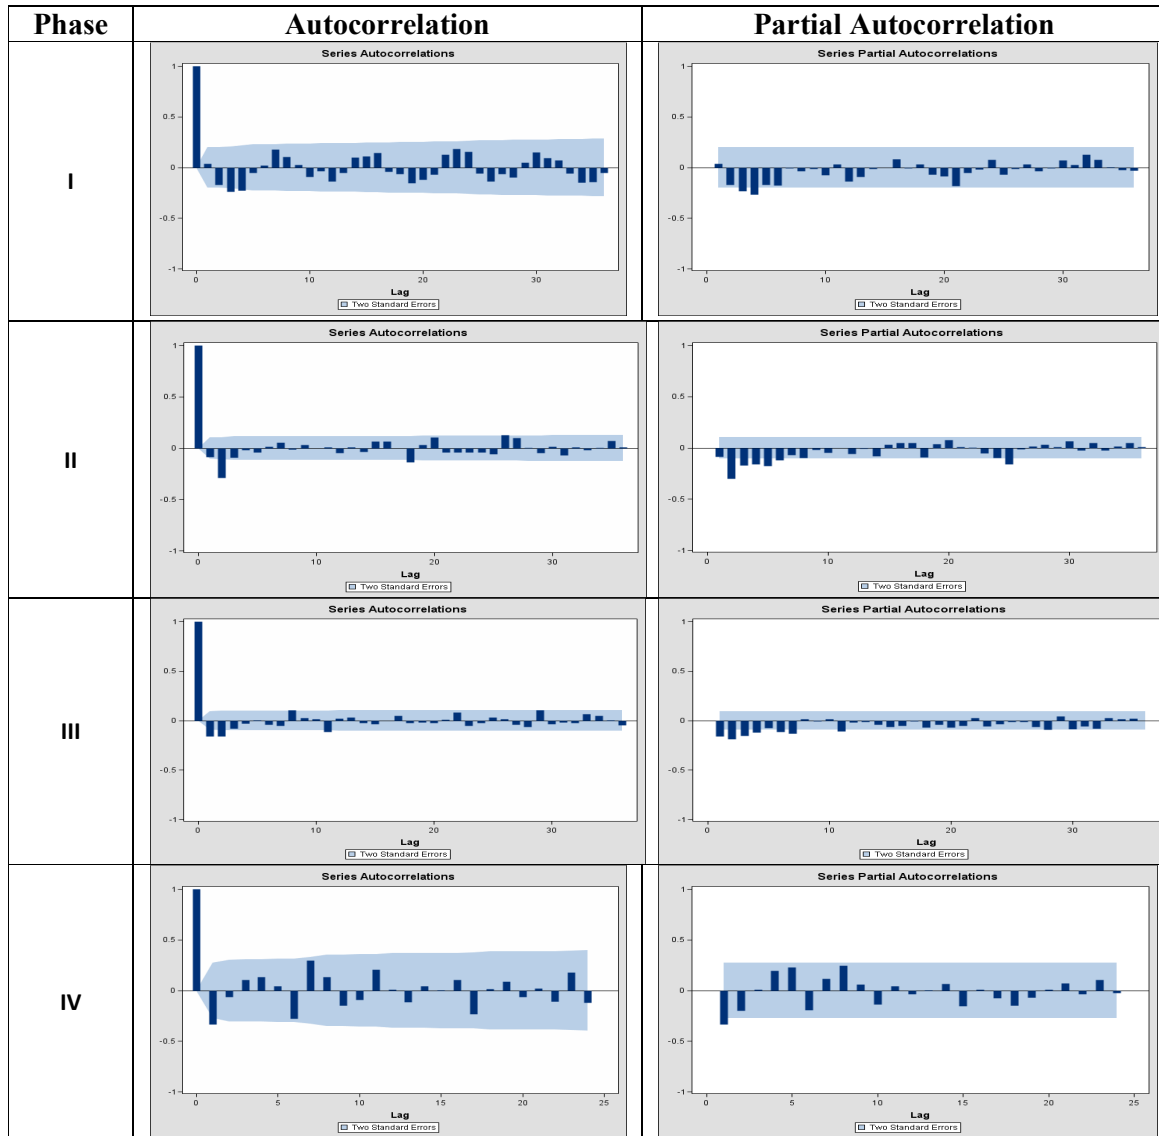 Phase Autocorrelation Partial Autocorrelation
Series Autocorrelations Series Partial Autocorrelations
1 1
0.5 0.5
I 0 0
-0.5 -0.5
-1 -1
0 10 20 30 0 10 20 30
Lag Lag
Two Standard Errors Two Standard Errors
Series Autocorrelations Series Partial Autocorrelations
1 1
0.5 0.5
II 0 0
-0.5 -0.5
-1 -1
0 10 20 30 0 10 20 30
Lag Lag
Two Standard Errors Two Standard Errors
Series Autocorrelations Series Partial Autocorrelations
1 1
0.5 0.5
III 0 0
-0.5 -0.5
-1 -1
0 10 20 30 0 10 20 30
Lag Lag
Two Standard Errors Two Standard Errors
Series Autocorrelations Series Partial Autocorrelations
1 1
0.5 0.5
IV 0 0
-0.5 -0.5
-1 -1
0 5 10 15 20 25 0 5 10 15 20 25
Lag Lag
Two Standard Errors Two Standard Errors